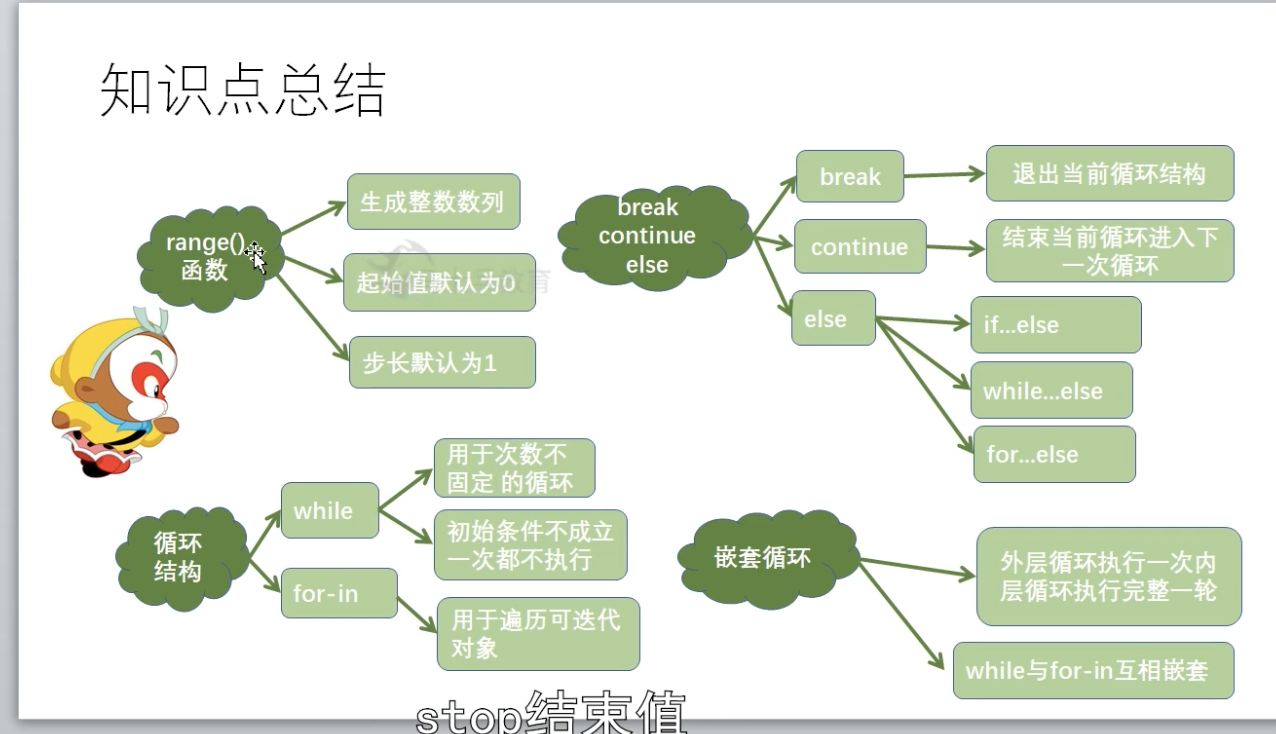 知识点总结
range()
函数
生成整数数列
起始值默认为0
步长默认为1
break
continue
else
break
退出当前循环结构
continue
结束当前循环进入下
一次循环
else
if...else
while...else
for...else
循环
结构
while
用于次数不
固定 的循环
初始条件不成立
一次都不执行
for-in
用于遍历可迭代
对象
嵌套循环
外层循环执行一次内
层循环执行完整一轮
while与for-in互相嵌套
stop结束值